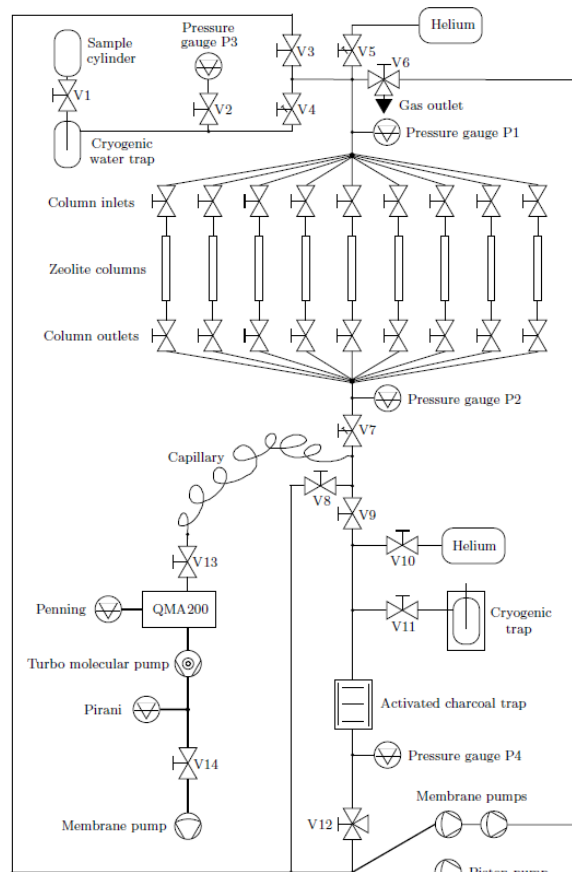 Sample
cylinder
Pressure
gauge P3
Helium
V3
V5
V6
V1
V2
V4
Gas outlet
Cryogenic
water trap
Pressure gauge P1
Column inlets
Zeolite columns
Column outlets
Pressure gauge P2
V7
Capillary
V8
V9
V10
Helium
V13
Penning
QMA200
V11
Cryogenic
trap
Turbo molecular pump
Pirani
Activated charcoal trap
V14
Pressure gauge P4
Membrane pump
V12
Membrane pumps
Piston pump